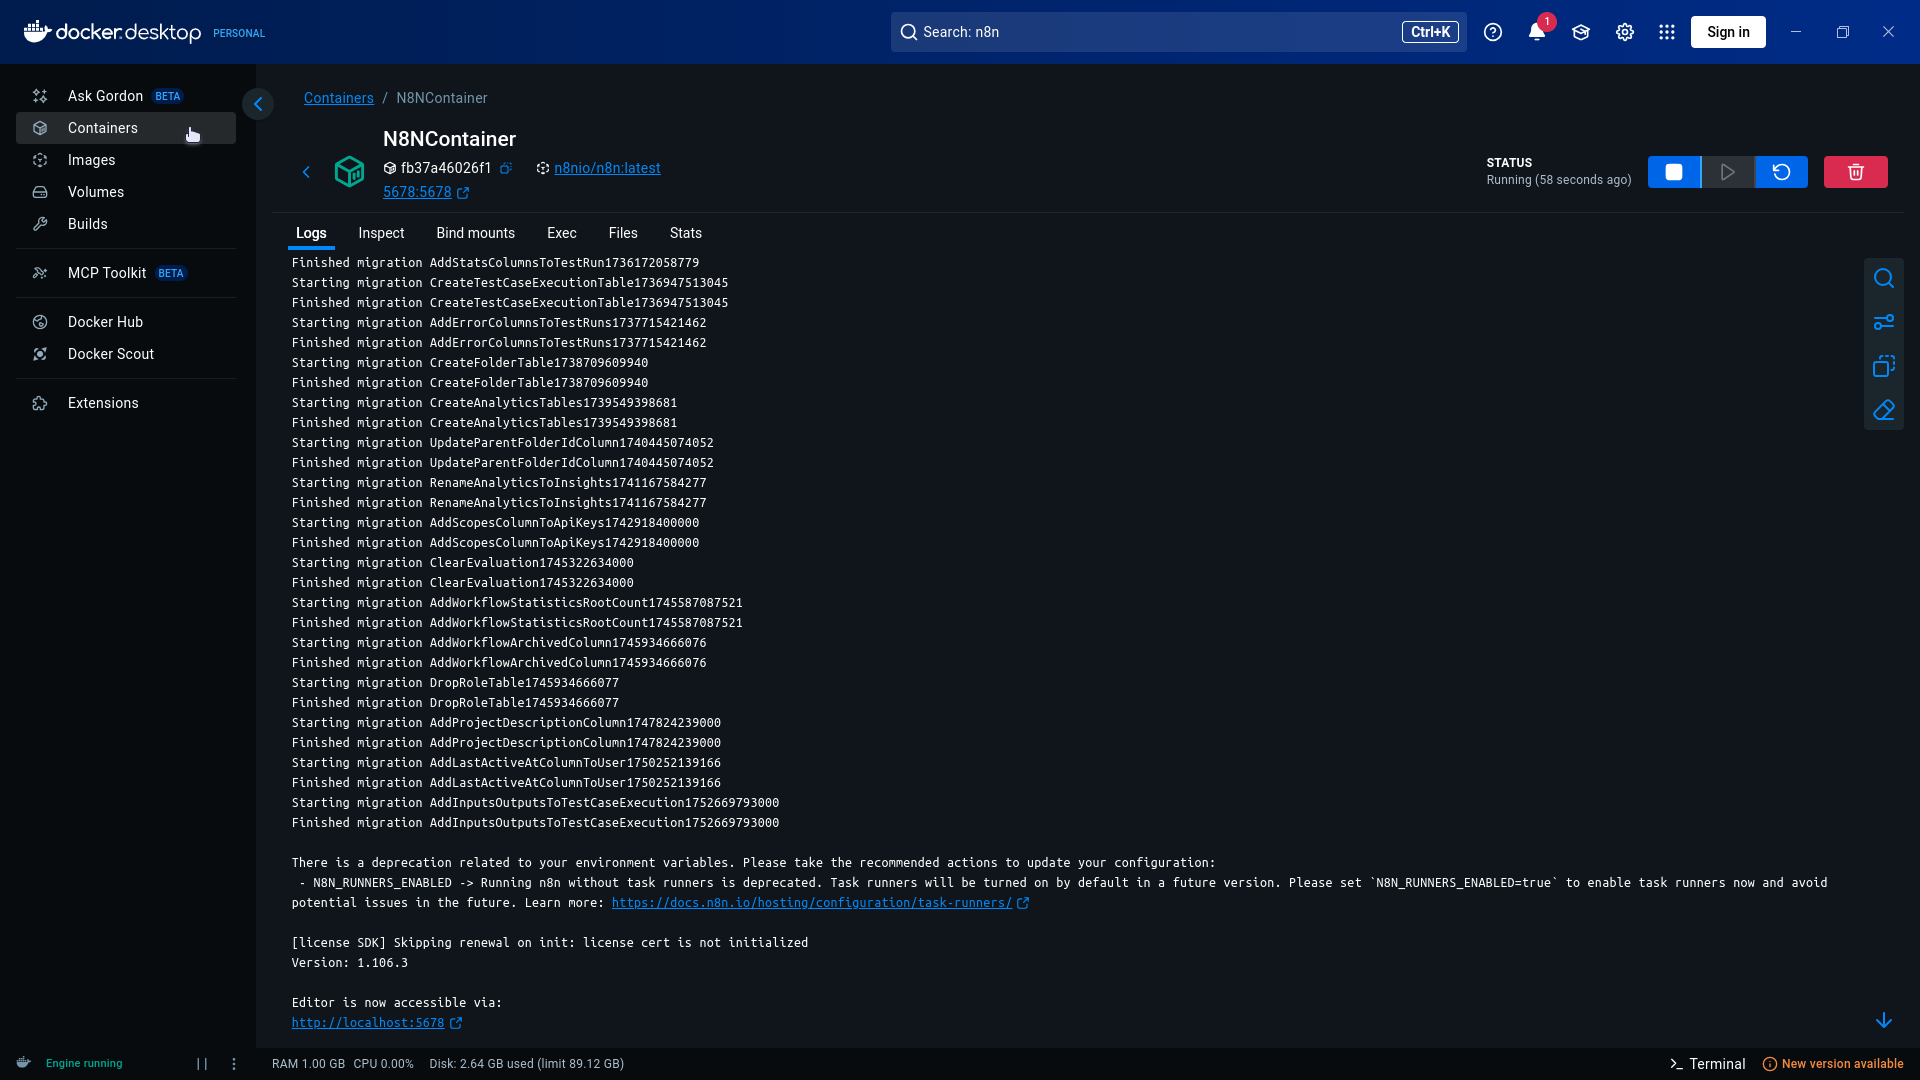 docker.desktop PERSONAL
Search: n8n
Ctrl+K
1
Sign in
Ask Gordon BETA
Containers
Images
Volumes
Builds
MCP Toolkit BETA
Docker Hub
Docker Scout
Extensions
Containers / N8NContainer
N8NContainer
fb37a46026f1
n8nio/n8n:latest
5678:5678
STATUS
Running (58 seconds ago)
Logs
Inspect
Bind mounts
Exec
Files
Stats
Finished migration AddStatsColumnsToTestRun1736172058779
Starting migration CreateTestCaseExecutionTable1736947513045
Finished migration CreateTestCaseExecutionTable1736947513045
Starting migration AddErrorColumnsToTestRuns1737715421462
Finished migration AddErrorColumnsToTestRuns1737715421462
Starting migration CreateFolderTable1738709609940
Finished migration CreateFolderTable1738709609940
Starting migration CreateAnalyticsTables1739549398681
Finished migration CreateAnalyticsTables1739549398681
Starting migration UpdateParentFolderIdColumn1740445074052
Finished migration UpdateParentFolderIdColumn1740445074052
Starting migration RenameAnalyticsToInsights1741167584277
Finished migration RenameAnalyticsToInsights1741167584277
Starting migration AddScopesColumnToApiKeys1742918400000
Finished migration AddScopesColumnToApiKeys1742918400000
Starting migration ClearEvaluation1745322634000
Finished migration ClearEvaluation1745322634000
Starting migration AddWorkflowStatisticsRootCount1745587087521
Finished migration AddWorkflowStatisticsRootCount1745587087521
Starting migration AddWorkflowArchivedColumn1745934666076
Finished migration AddWorkflowArchivedColumn1745934666076
Starting migration DropRoleTable1745934666077
Finished migration DropRoleTable1745934666077
Starting migration AddProjectDescriptionColumn1747824239000
Finished migration AddProjectDescriptionColumn1747824239000
Starting migration AddLastActiveAtColumnToUser1750252139166
Finished migration AddLastActiveAtColumnToUser1750252139166
Starting migration AddInputsOutputsToTestCaseExecution1752669793000
Finished migration AddInputsOutputsToTestCaseExecution1752669793000
There is a deprecation related to your environment variables. Please take the recommended actions to update your configuration:
- N8N_RUNNERS_ENABLED -> Running n8n without task runners is deprecated. Task runners will be turned on by default in a future version. Please set `N8N_RUNNERS_ENABLED=true` to enable task runners now and avoid
potential issues in the future. Learn more: https://docs.n8n.io/hosting/configuration/task-runners/
[license SDK] Skipping renewal on init: license cert is not initialized
Version: 1.106.3
Editor is now accessible via:
http://localhost:5678
Engine running
RAM 1.00 GB CPU 0.00% Disk: 2.64 GB used (limit 89.12 GB)
Terminal
New version available